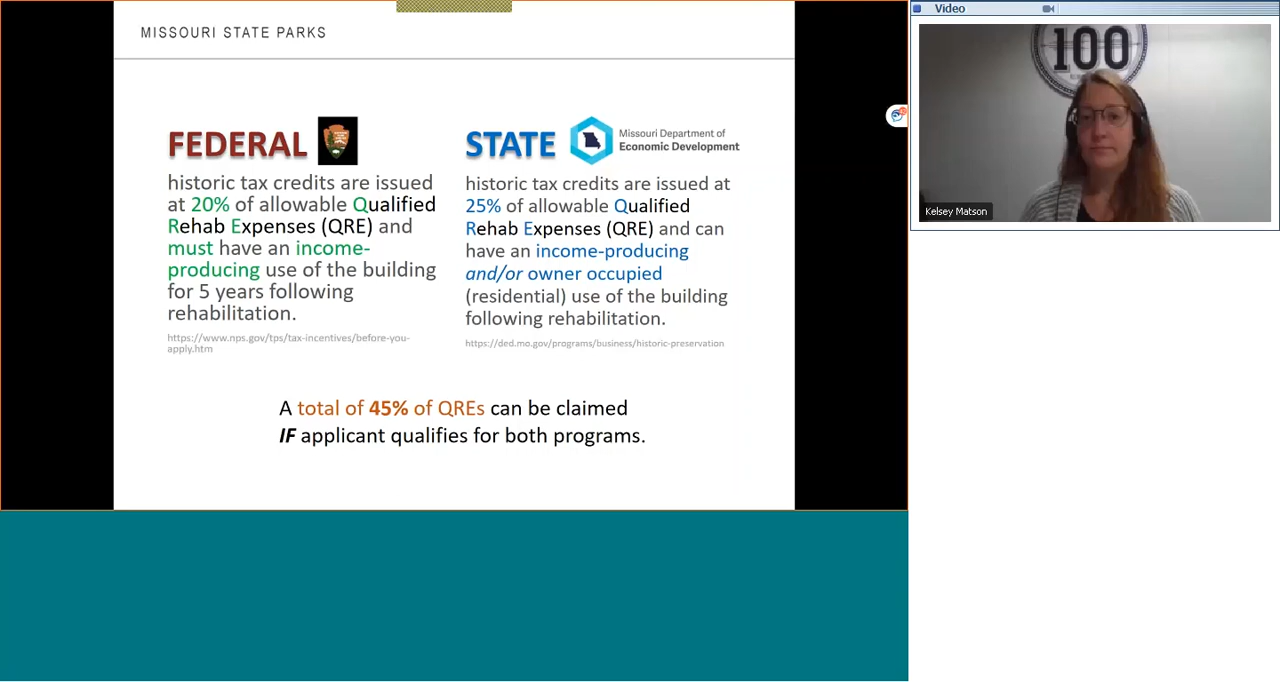 MISSOURI STATE PARKS
FEDERAL
historic tax credits are issued
at 20% of allowable Qualified
Rehab Expenses (QRE) and
must have an income-
producing use of the building
for 5 years following
rehabilitation.
https://www.nps.gov/tps/tax-incentives/before-you-
apply.htm
STATE
Missouri Department of
Economic Development
historic tax credits are issued at
25% of allowable Qualified
Rehab Expenses (QRE) and can
have an income-producing
and/or owner occupied
(residential) use of the building
following rehabilitation.
https://ded.mo.gov/programs/business/historic-preservation
A total of 45% of QREs can be claimed
IF applicant qualifies for both programs.
Video
100
Kelsey Matson